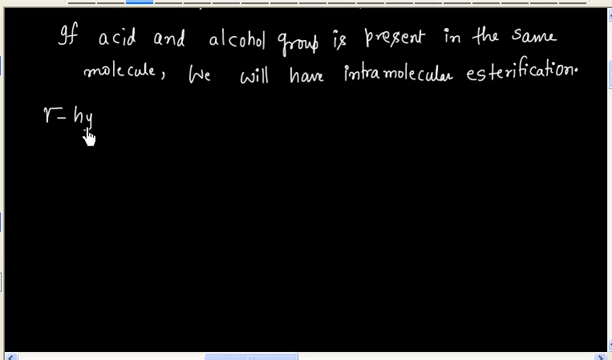 If acid and alcohol group is present in the same
molecule, We will have intramolecular esterification.
γ- hy